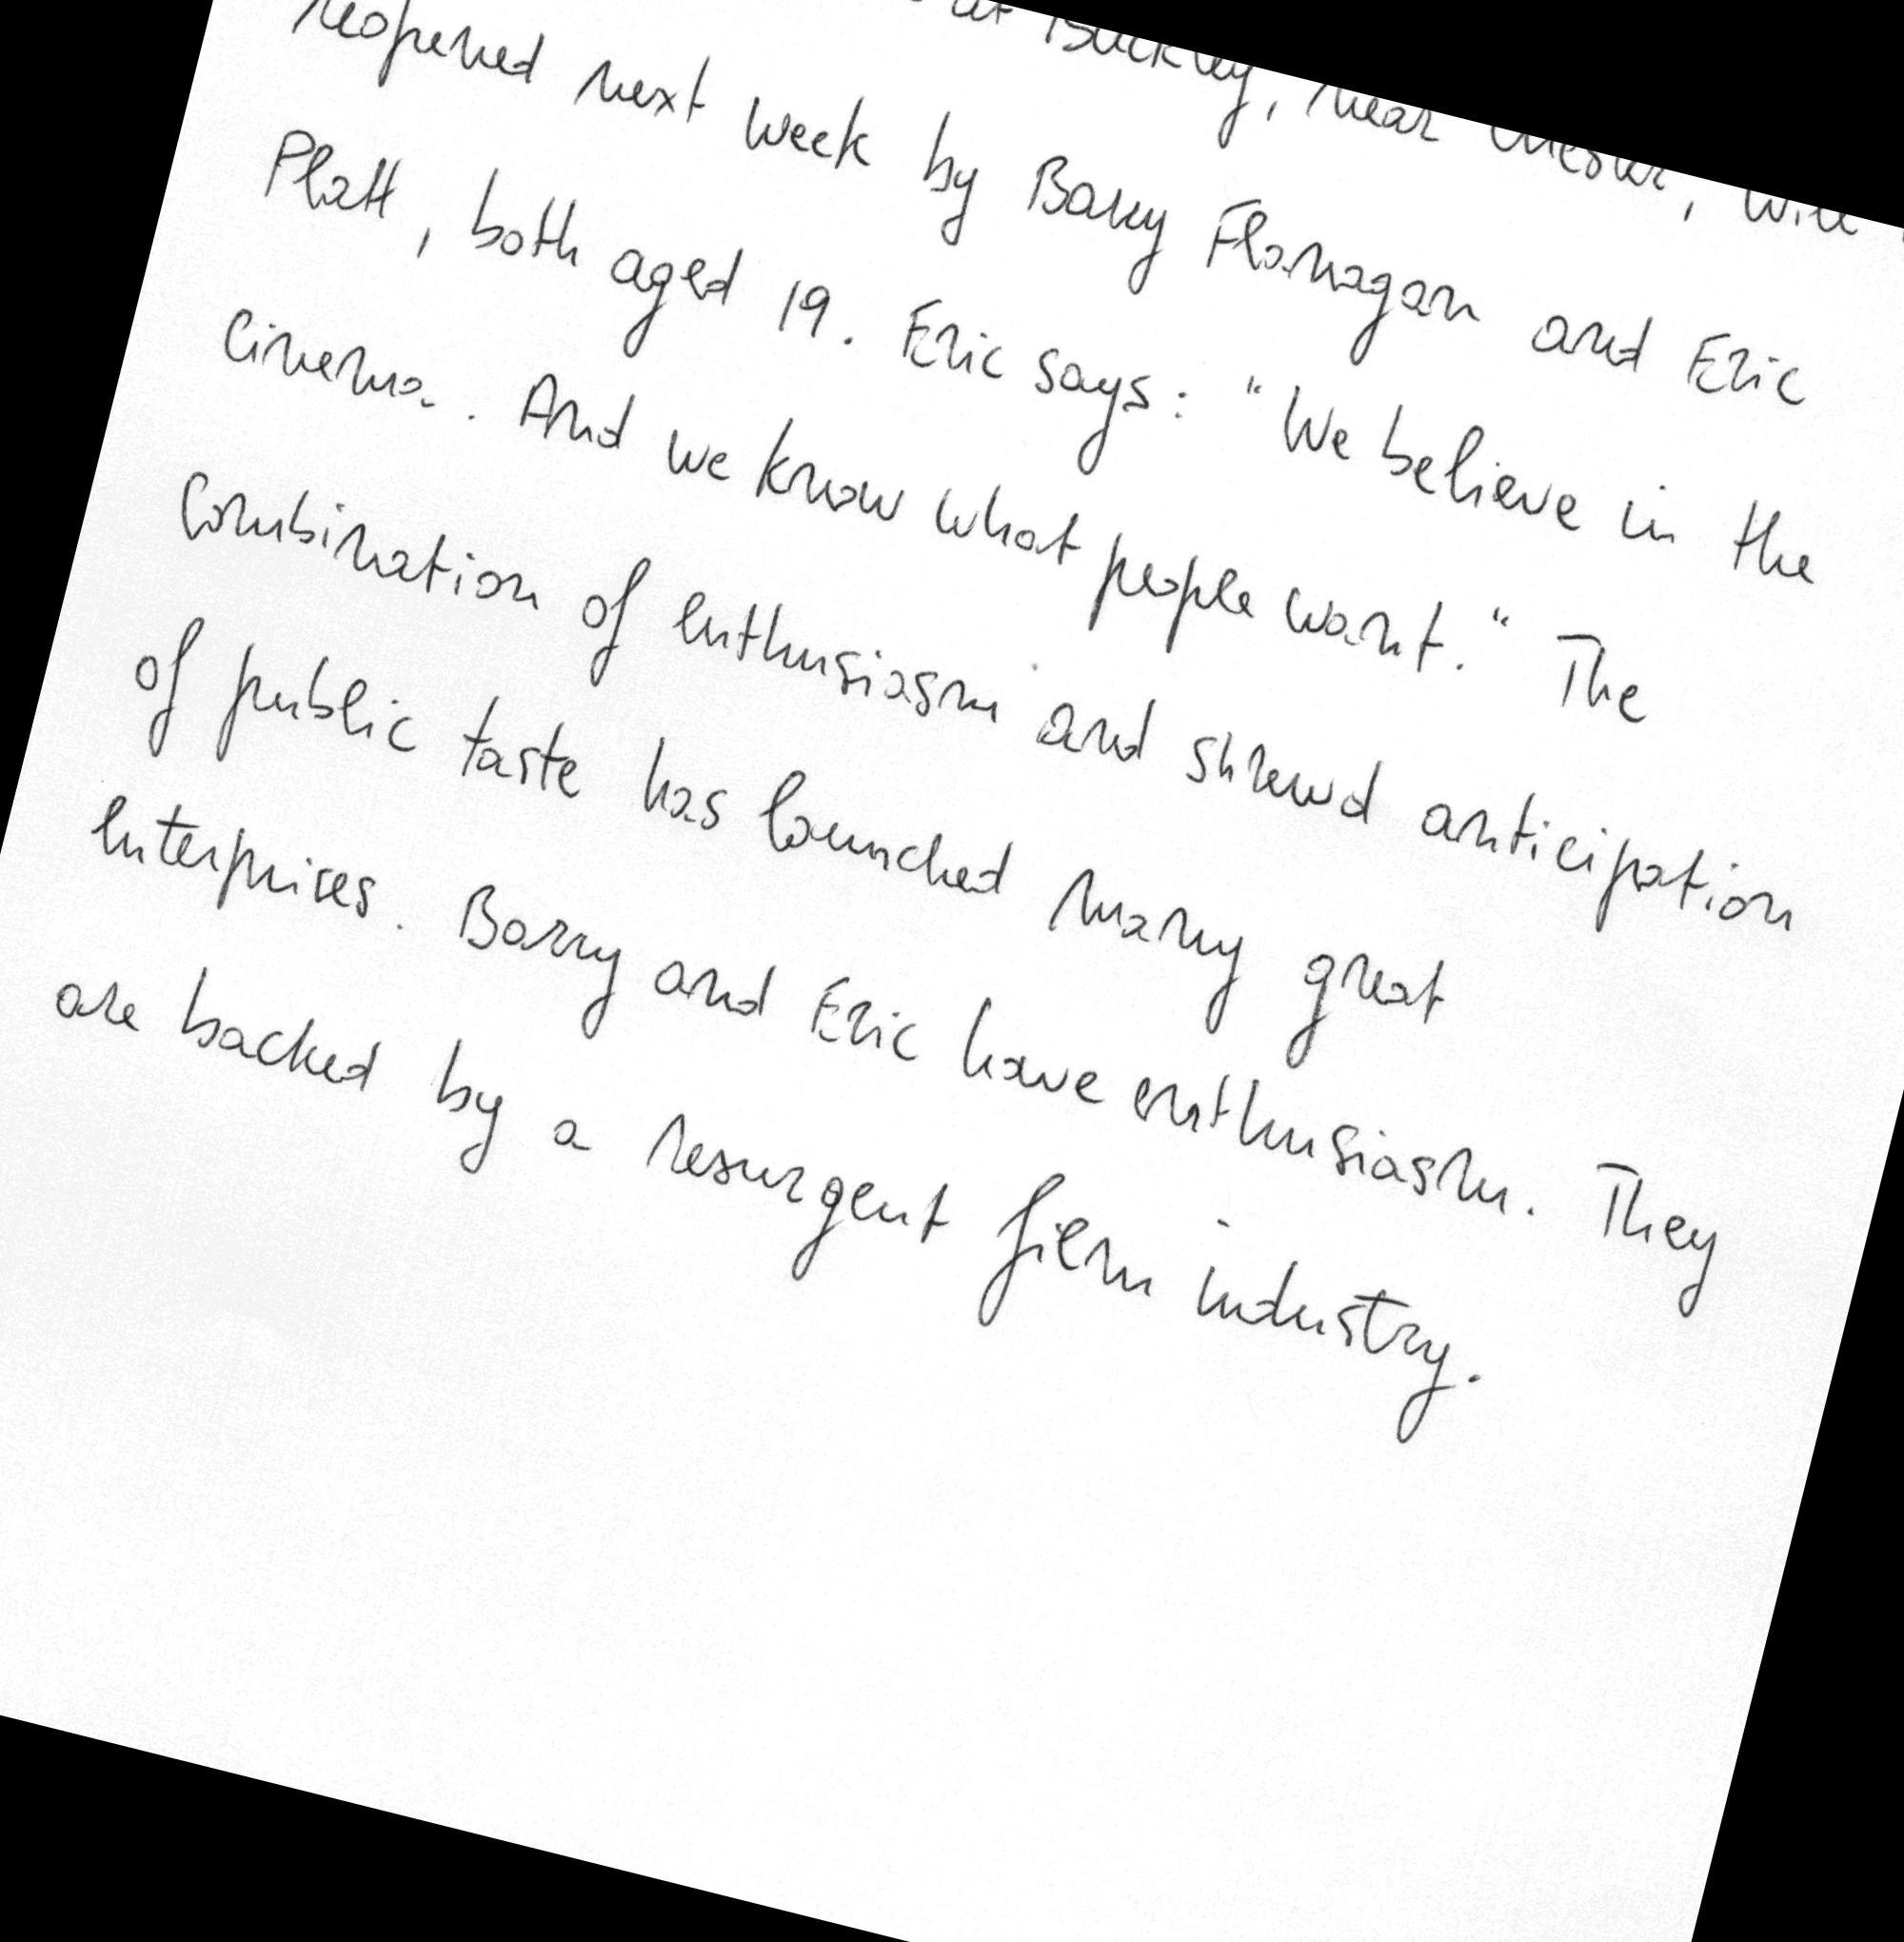 at Buckley, near Chester, will
reopened next week by Barry Flanagan and Eric
Platt, both aged 19. Eric says: "We believe in the
cinema. And we know what people want." The
combination of enthusiasm and shrewd anticipation
of public taste has launched many great
enterprises. Barry and Eric have enthusiasm. They
are backed by a resurgent film industry.